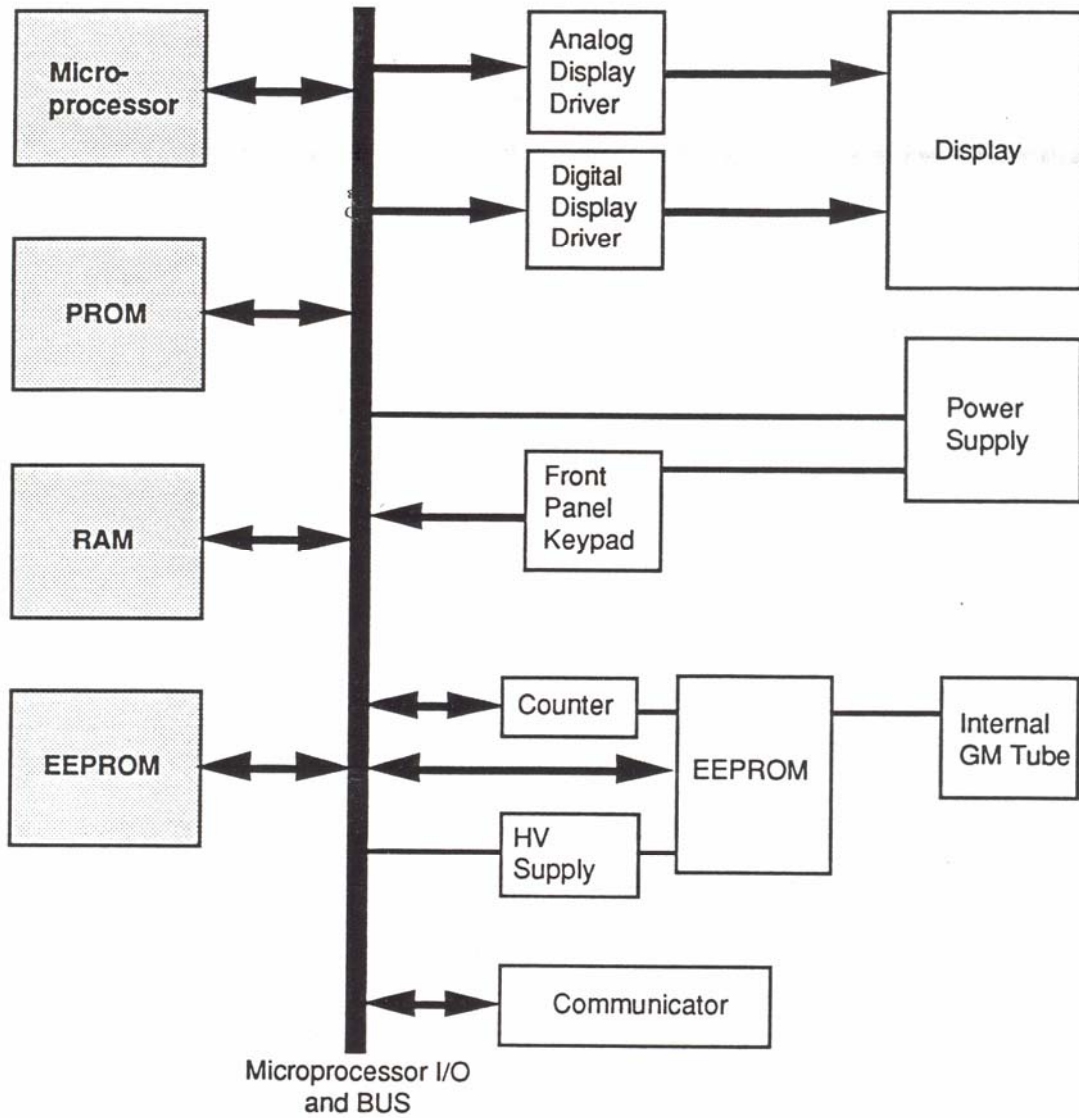 Micro-
processor
PROM
RAM
EEPROM
Analog
Display
Driver
Digital
Display
Driver
Display
Power
Supply
Front
Panel
Keypad
Counter
EEPROM
HV
Supply
Internal
GM Tube
Communicator
Microprocessor I/O
and BUS